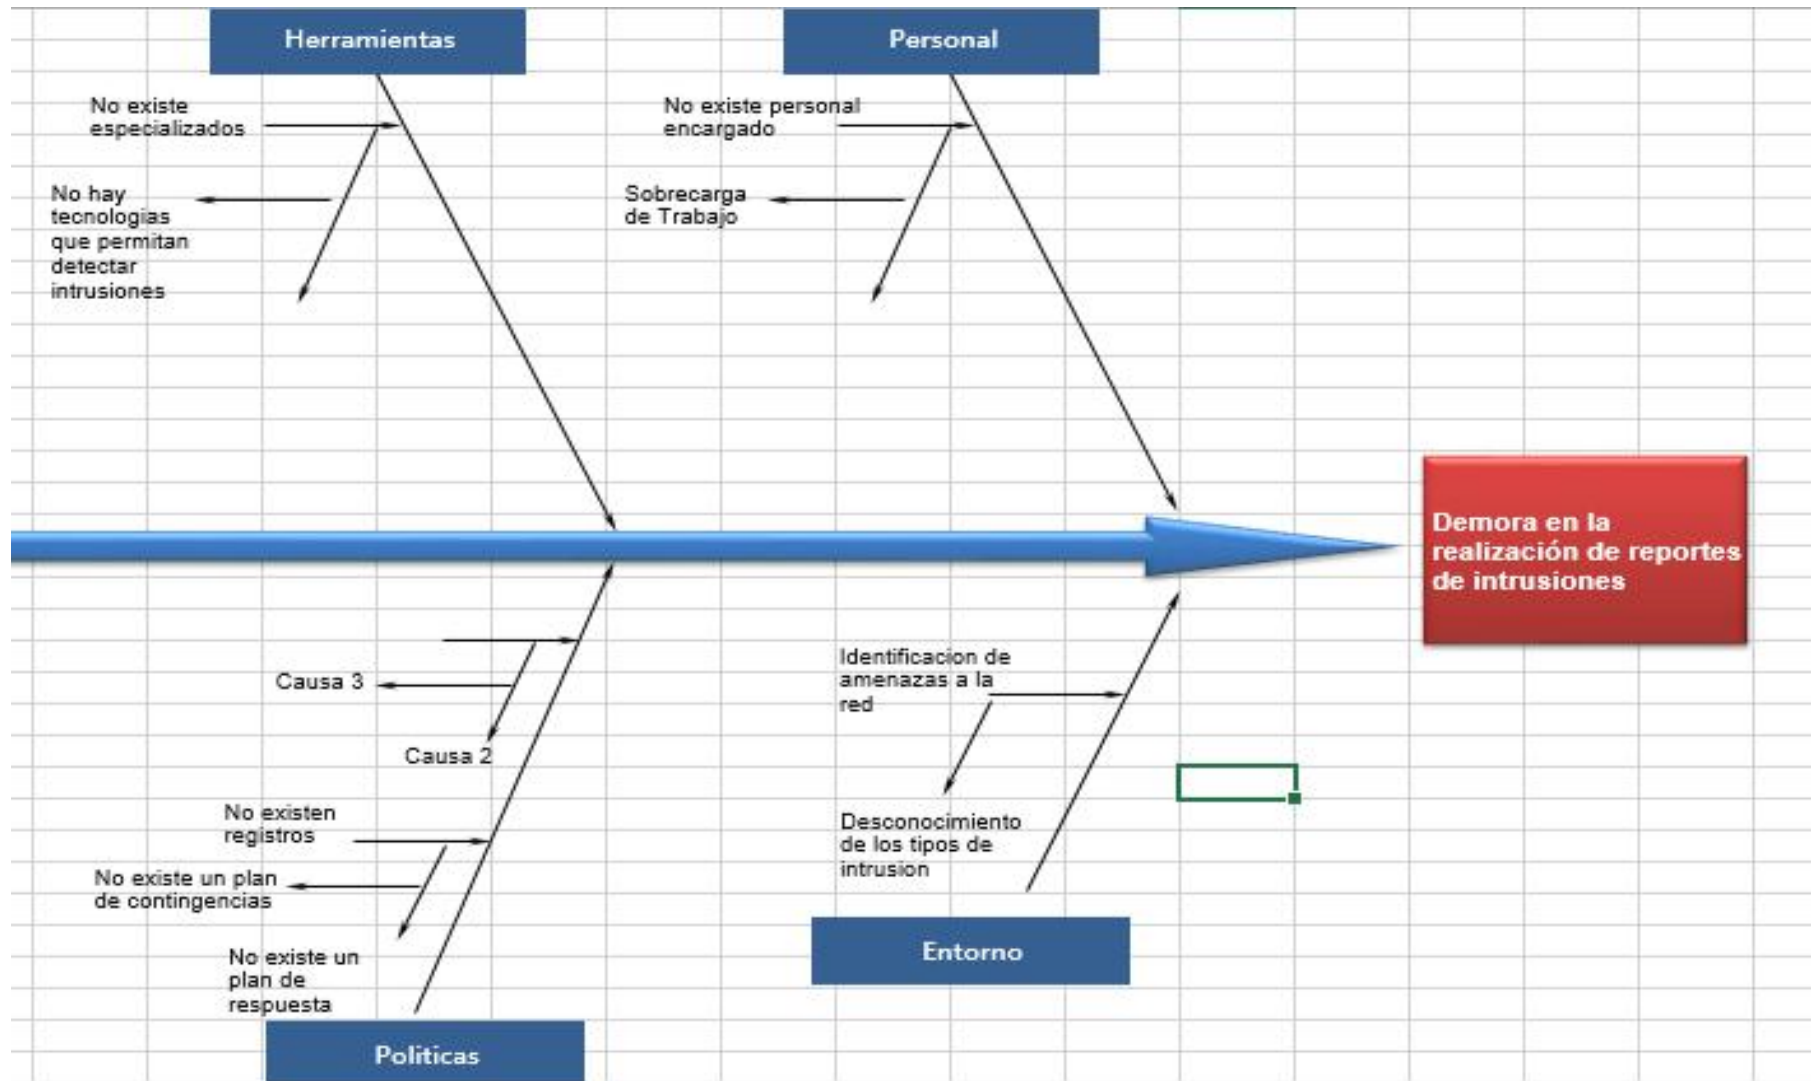 Herramientas
Personal
No existe
especializados
No existe personal
encargado
No hay
tecnologias
que permitan
detectar
intrusiones
Sobrecarga
de Trabajo
Demora en la
realización de reportes
de intrusiones
Causa 3
Causa 2
Identificacion de
amenazas a la
red
No existen
registros
No existe un plan
de contingencias
No existe un
plan de
respuesta
Desconocimiento
de los tipos de
intrusion
Entorno
Politicas